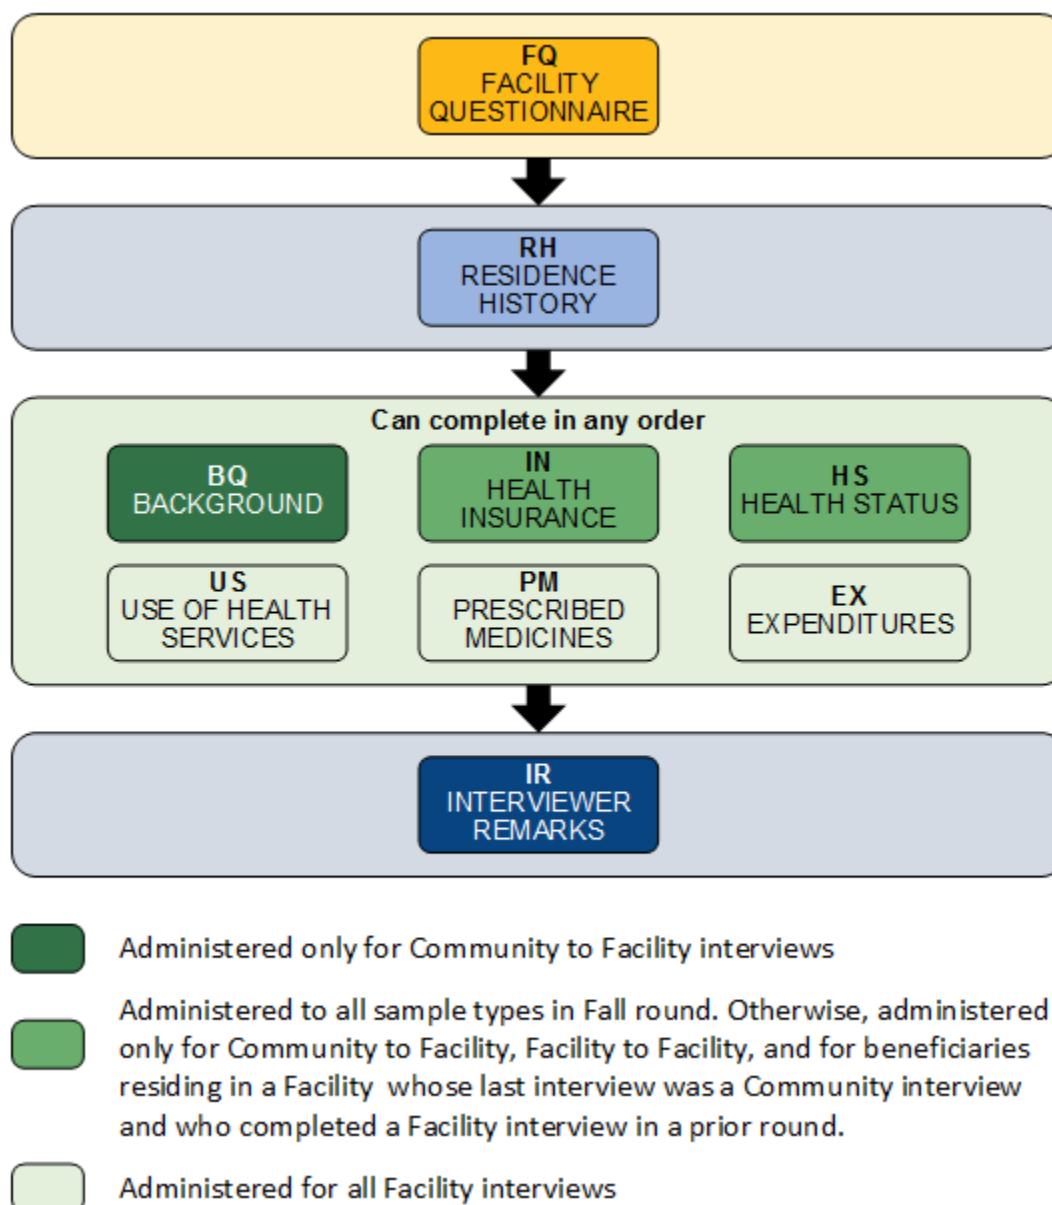 FQ
FACILITY
QUESTIONNAIRE
RH
RESIDENCE
HISTORY
Can complete in any order
BQ
BACKGROUND
IN
HEALTH
INSURANCE
HS
HEALTH STATUS
US
USE OF HEALTH
SERVICES
PM
PRESCRIBED
MEDICINES
EX
EXPENDITURES
IR
INTERVIEWER
REMARKS
Administered only for Community to Facility interviews
Administered to all sample types in Fall round. Otherwise, administered
only for Community to Facility, Facility to Facility, and for beneficiaries
residing in a Facility whose last interview was a Community interview
and who completed a Facility interview in a prior round.
Administered for all Facility interviews